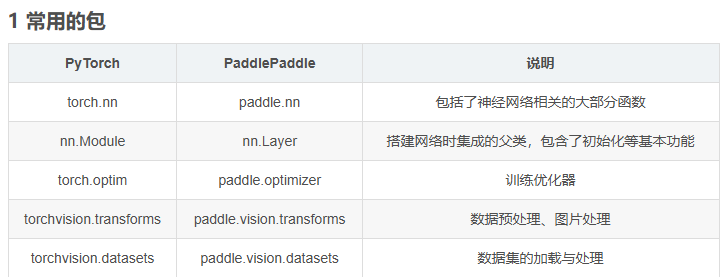 1 常用的包
PyTorch PaddlePaddle 说明
torch.nn paddle.nn 包括了神经网络相关的大部分函数
nn.Module nn.Layer 搭建网络时集成的父类，包含了初始化等基本功能
torch.optim paddle.optimizer 训练优化器
torchvision.transforms paddle.vision.transforms 数据预处理、图片处理
torchvision.datasets paddle.vision.datasets 数据集的加载与处理